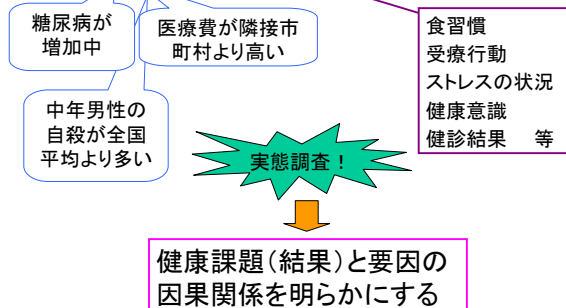 糖尿病が
増加中
医療費が隣接市
町村より高い
中年男性の
自殺が全国
平均より多い
食習慣
受療行動
ストレスの状況
健康意識
健診結果　等
実態調査！
健康課題（結果）と要因の
因果関係を明らかにする